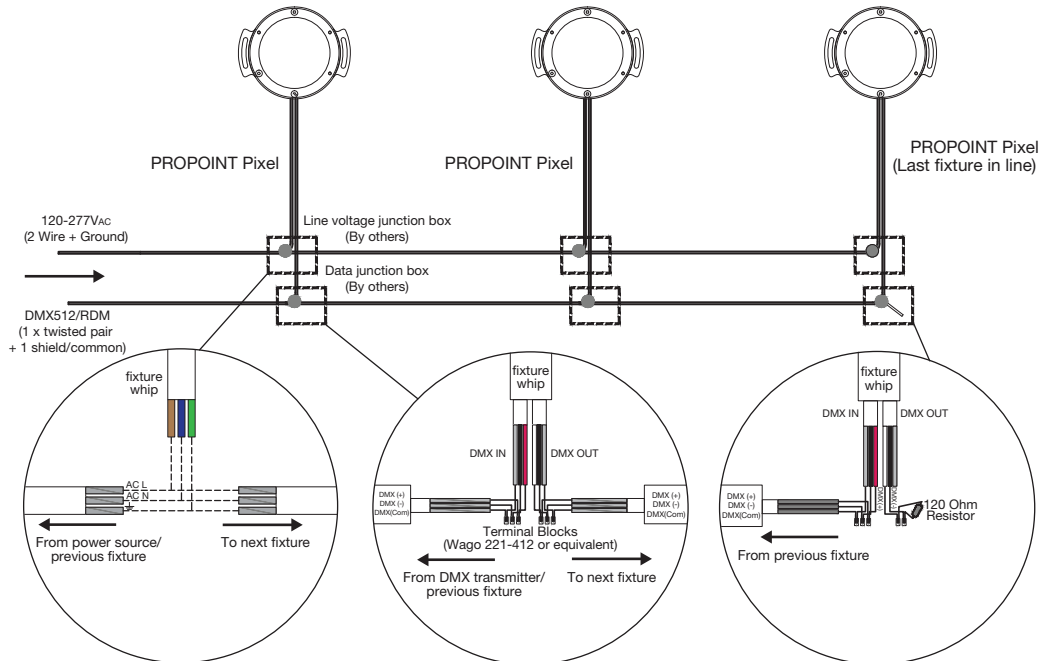 PROPOINT Pixel
PROPOINT Pixel
PROPOINT Pixel
(Last fixture in line)
120-277VAC
(2 Wire + Ground)
Line voltage junction box
(By others)
Data junction box
(By others)
DMX512/RDM
(1 x twisted pair
+ 1 shield/common)
fixture
whip
AC L
AC N
From power source/
previous fixture
To next fixture
fixture
whip
DMX IN
DMX OUT
DMX (+)
DMX (-)
DMX(Com)
DMX (+)
DMX (-)
DMX(Com)
Terminal Blocks
(Wago 221-412 or equivalent)
From DMX transmitter/
previous fixture
To next fixture
fixture
whip
DMX IN
DMX OUT
DMX (+)
DMX (-)
DMX(Com)
DMX(+)
DMX(-)
120 Ohm
Resistor
From previous fixture